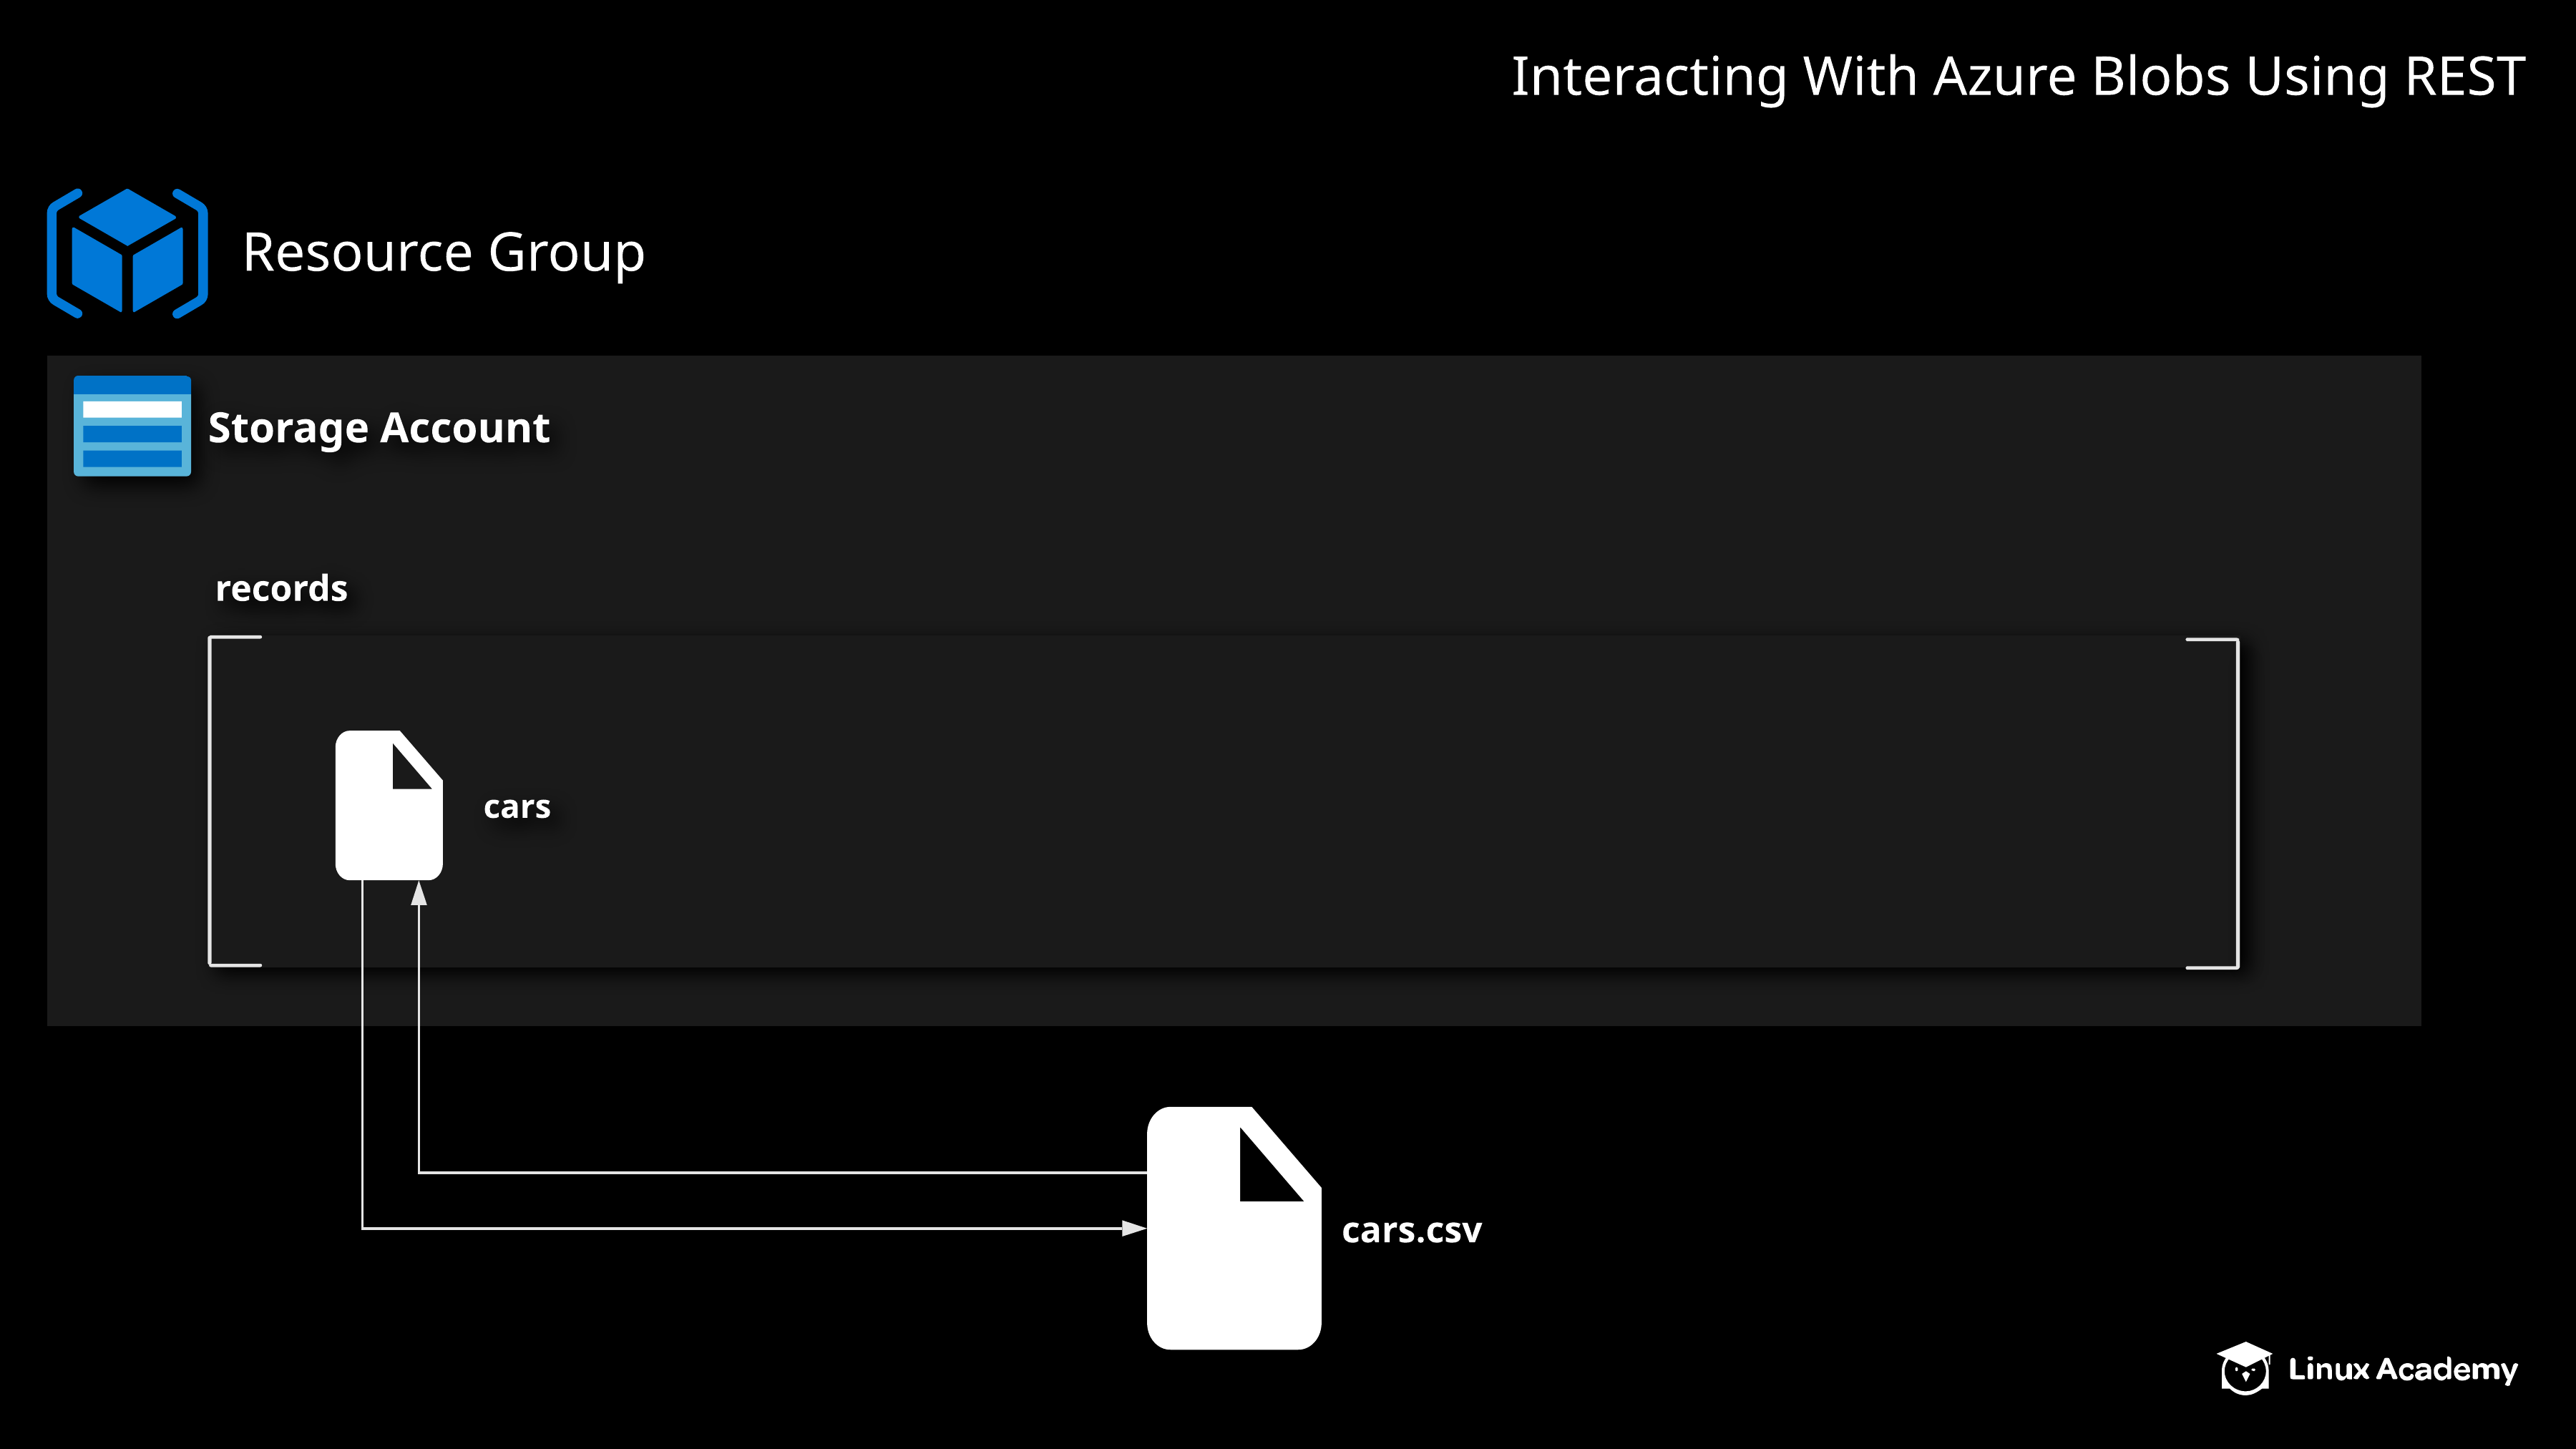 Interacting With Azure Blobs Using REST
Resource Group
Storage Account
records
cars
cars.csv
Linux Academy